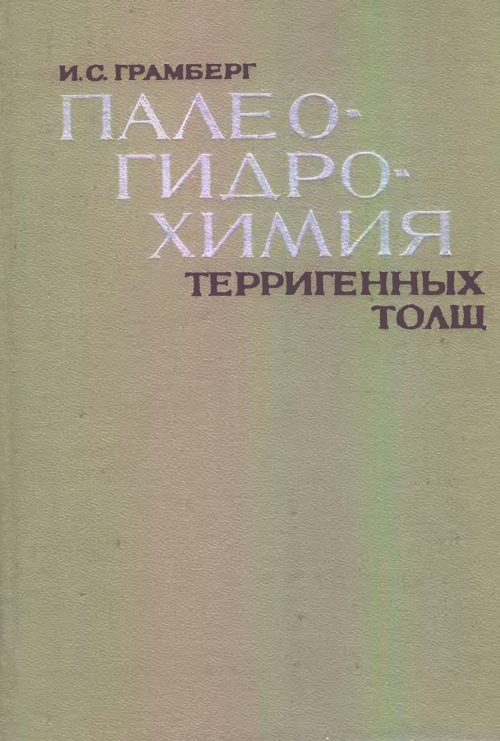 И.С. ГРАМБЕРГ
ПАЛЕО-
ГИДРО-
ХИМИЯ
ТЕРРИГЕННЫХ
ТОЛЩ